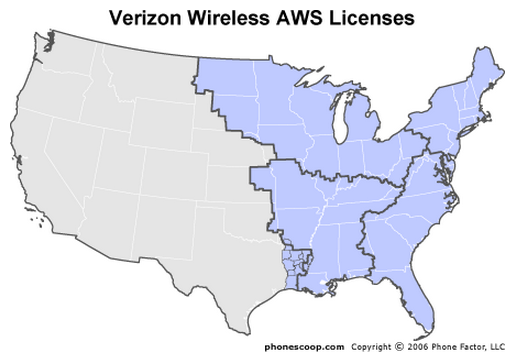 Verizon Wireless AWS Licenses
phonescoop.com Copyright © 2006 Phone Factor, LLC